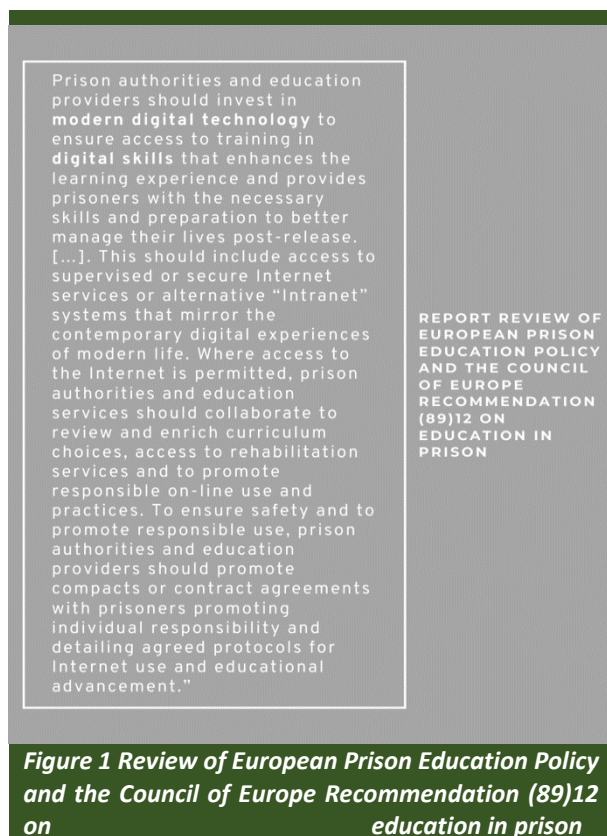 Prison authorities and education
providers should invest in
modern digital technology to
ensure access to training in
digital skills that enhances the
learning experience and provides
prisoners with the necessary
skills and preparation to better
manage their lives post-release.
[...]. This should include access to
supervised or secure Internet
services or alternative “Intranet”
systems that mirror the
contemporary digital experiences
of modern life. Where access to
the Internet is permitted, prison
authorities and education
services should collaborate to
review and enrich curriculum
choices, access to rehabilitation
services and to promote
responsible on-line use and
practices. To ensure safety and to
promote responsible use, prison
authorities and education
providers should promote
compacts or contract agreements
with prisoners promoting
individual responsibility and
detailing agreed protocols for
Internet use and educational
advancement.”
REPORT REVIEW OF
EUROPEAN PRISON
EDUCATION POLICY
AND THE COUNCIL
OF EUROPE
RECOMMENDATION
(89)12 ON
EDUCATION IN
PRISON
Figure 1 Review of European Prison Education Policy
and the Council of Europe Recommendation (89)12
on education in prison